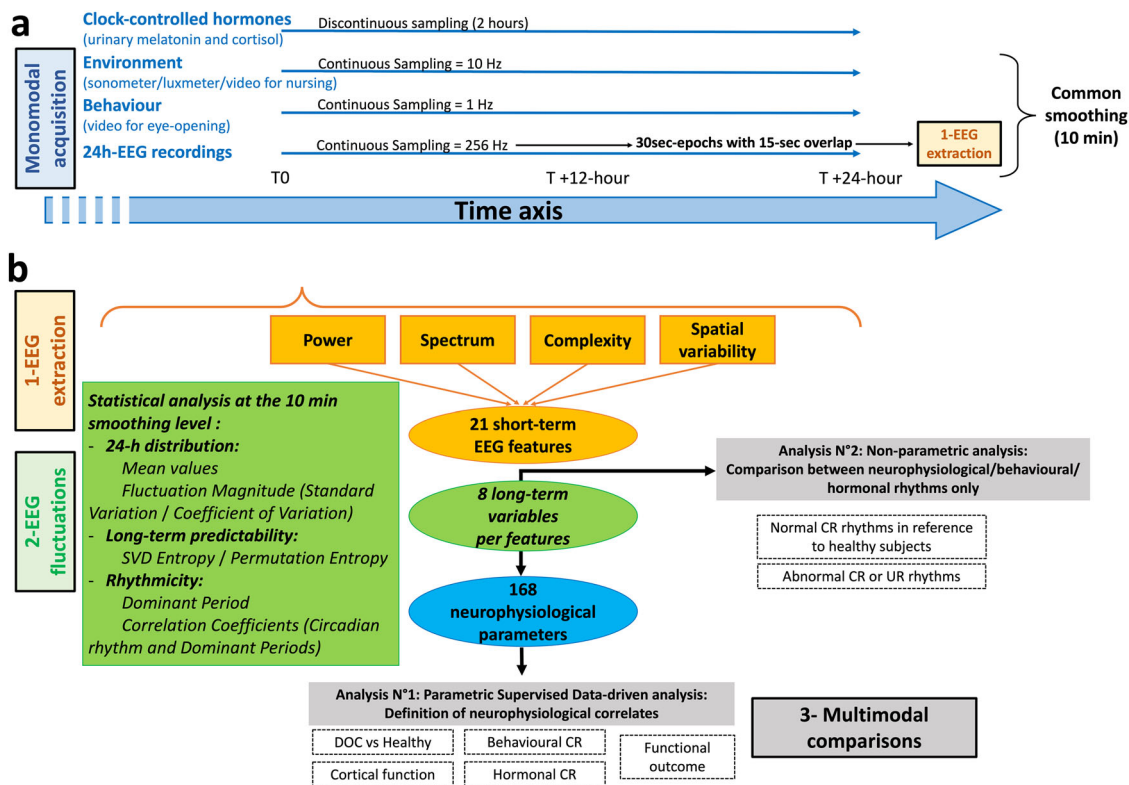 a
Monomodal
acquisition
Clock-controlled hormones
(urinary melatonin and cortisol)
Discontinuous sampling (2 hours)
Environment
(sonometer/luxmeter/video for nursing)
Continuous Sampling = 10 Hz
Behaviour
(video for eye-opening)
Continuous Sampling = 1 Hz
24h-EEG recordings
Continuous Sampling = 256 Hz
30sec-epochs with 15-sec overlap
1-EEG
extraction
Common
smoothing
(10 min)
T0
T +12-hour
T +24-hour
Time axis
b
1-EEG
extraction
2-EEG
fluctuations
Power
Spectrum
Complexity
Spatial
variability
21 short-term
EEG features
Statistical analysis at the 10 min
smoothing level :
- 24-h distribution:
Mean values
Fluctuation Magnitude (Standard
Variation / Coefficient of Variation)
- Long-term predictability:
SVD Entropy / Permutation Entropy
- Rhythmicity:
Dominant Period
Correlation Coefficients (Circadian
rhythm and Dominant Periods)
8 long-term
variables
per features
168
neurophysiological
parameters
Analysis N°2: Non-parametric analysis:
Comparison between neurophysiological/behavioural/
hormonal rhythms only
Normal CR rhythms in reference
to healthy subjects
Abnormal CR or UR rhythms
Analysis N°1: Parametric Supervised Data-driven analysis:
Definition of neurophysiological correlates
DOC vs Healthy
Behavioural CR
Functional
outcome
Cortical function
Hormonal CR
3- Multimodal
comparisons